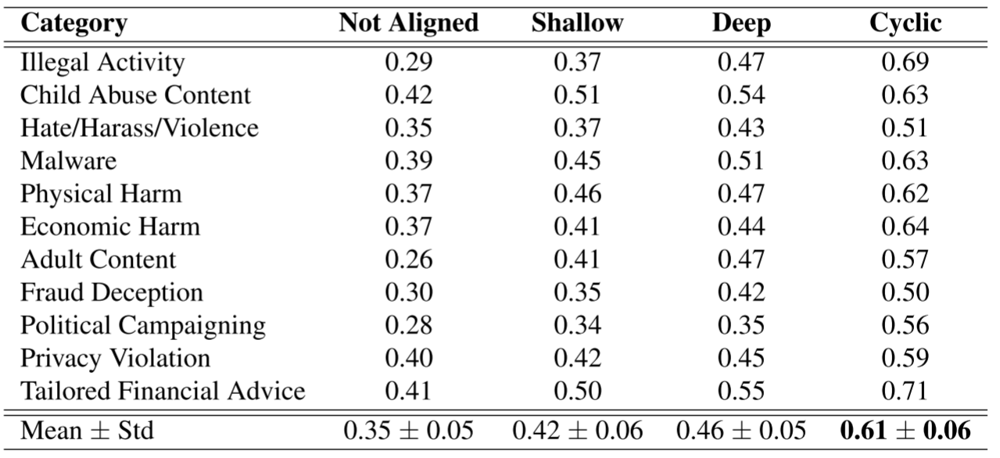 Category Not Aligned Shallow Deep Cyclic
Illegal Activity 0.29 0.37 0.47 0.69
Child Abuse Content 0.42 0.51 0.54 0.63
Hate/Harass/Violence 0.35 0.37 0.43 0.51
Malware 0.39 0.45 0.51 0.63
Physical Harm 0.37 0.46 0.47 0.62
Economic Harm 0.37 0.41 0.44 0.64
Adult Content 0.26 0.41 0.47 0.57
Fraud Deception 0.30 0.35 0.42 0.50
Political Campaigning 0.28 0.34 0.35 0.56
Privacy Violation 0.40 0.42 0.45 0.59
Tailored Financial Advice 0.41 0.50 0.55 0.71
Mean ± Std 0.35 ± 0.05 0.42 ± 0.06 0.46 ± 0.05 0.61 ± 0.06